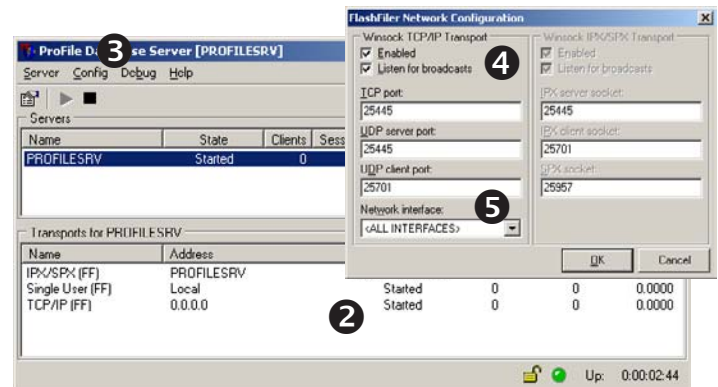 ProFile Da e Server [PROFILESRV]
3
Server Config Debug Help
Servers
Name State Clients Sess
PROFILESRV Started 0
Transports for PROFILESRV
Name Address
IPX/SPX (FF) PROFILESRV
Single User (FF) Local Started 0 0 0.0000
TCP/IP (FF) 0.0.0.0 Started 0 0 0.0000
2
Up: 0:00:02:44
FlashFiler Network Configuration
Winsock TCP/IP Transport
Enabled
Listen for broadcasts
4
TCP port:
25445
UDP server port:
25445
UDP client port:
25701
Network interface:
5
<ALL INTERFACES>
Winsock IPX/SPX Transport
Enabled
Listen for broadcasts
IPX server socket:
25445
IPX client socket:
25701
SPX socket:
25957
OK Cancel